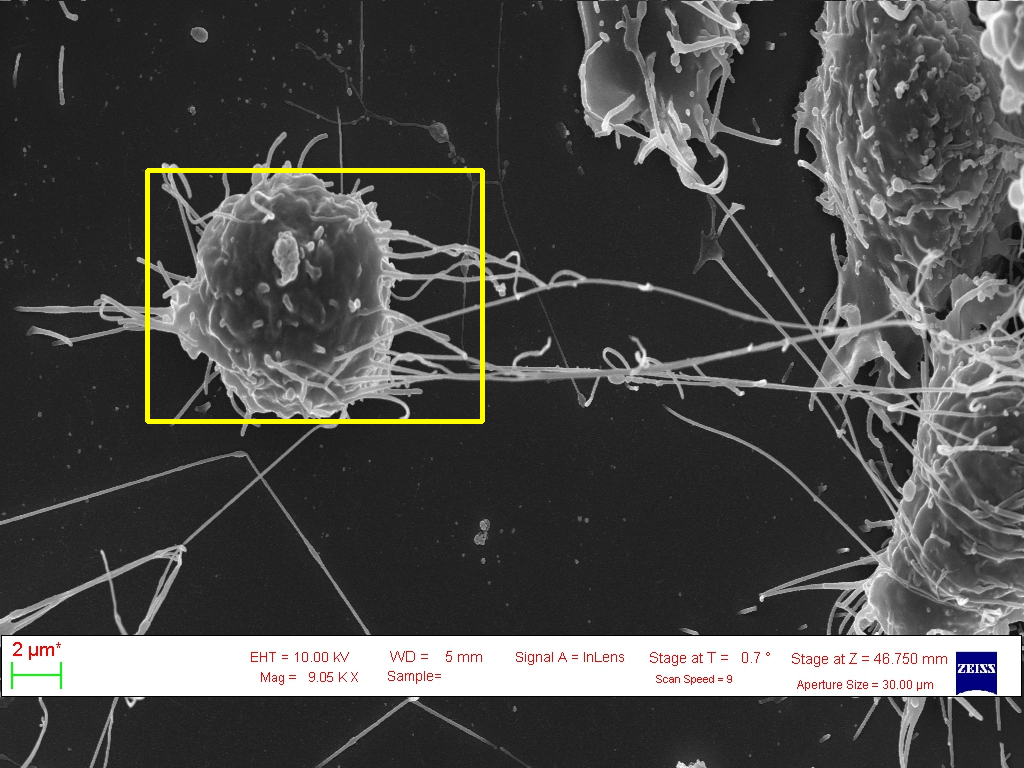 2 µm*
EHT = 10.00 kV WD = 5 mm Signal A = InLens Stage at T = 0.7 ° Stage at Z = 46.750 mm
Mag = 9.05 K X Sample= Scan Speed = 9 Aperture Size = 30.00 µm
ZEISS